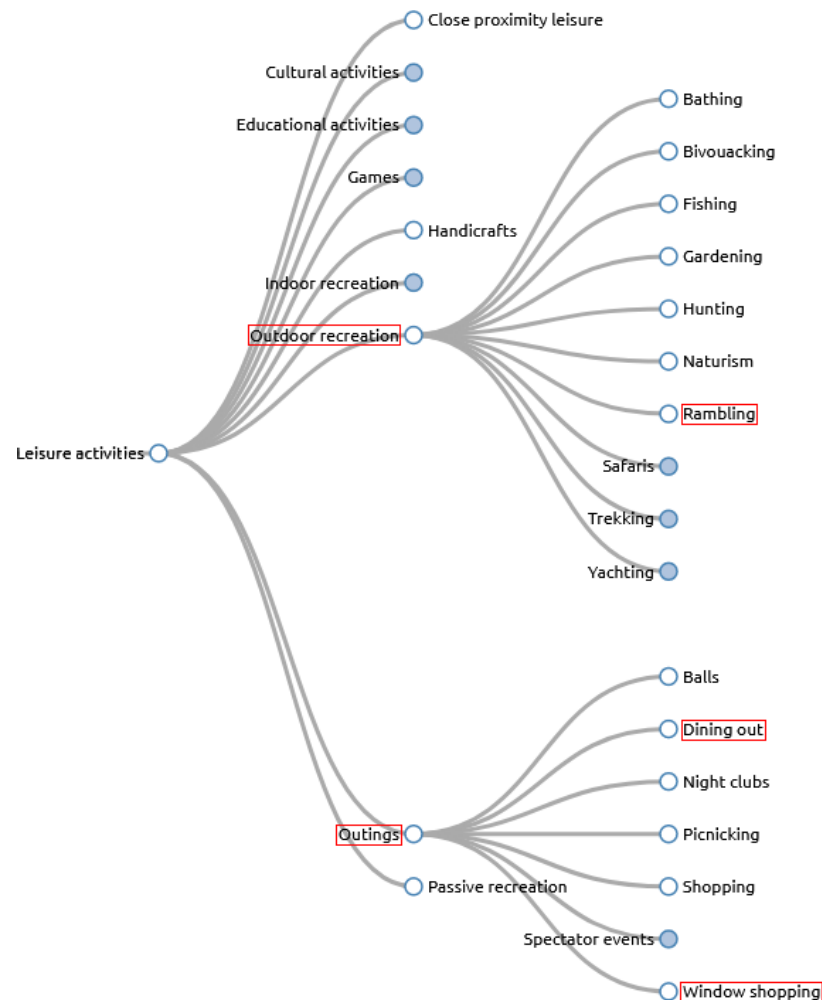 Leisure activities
Close proximity leisure
Cultural activities
Educational activities
Games
Handicrafts
Indoor recreation
Outdoor recreation
Bathing
Bivouacking
Fishing
Gardening
Hunting
Naturism
Rambling
Safaris
Trekking
Yachting
Outings
Balls
Dining out
Night clubs
Picnicking
Shopping
Spectator events
Window shopping
Passive recreation